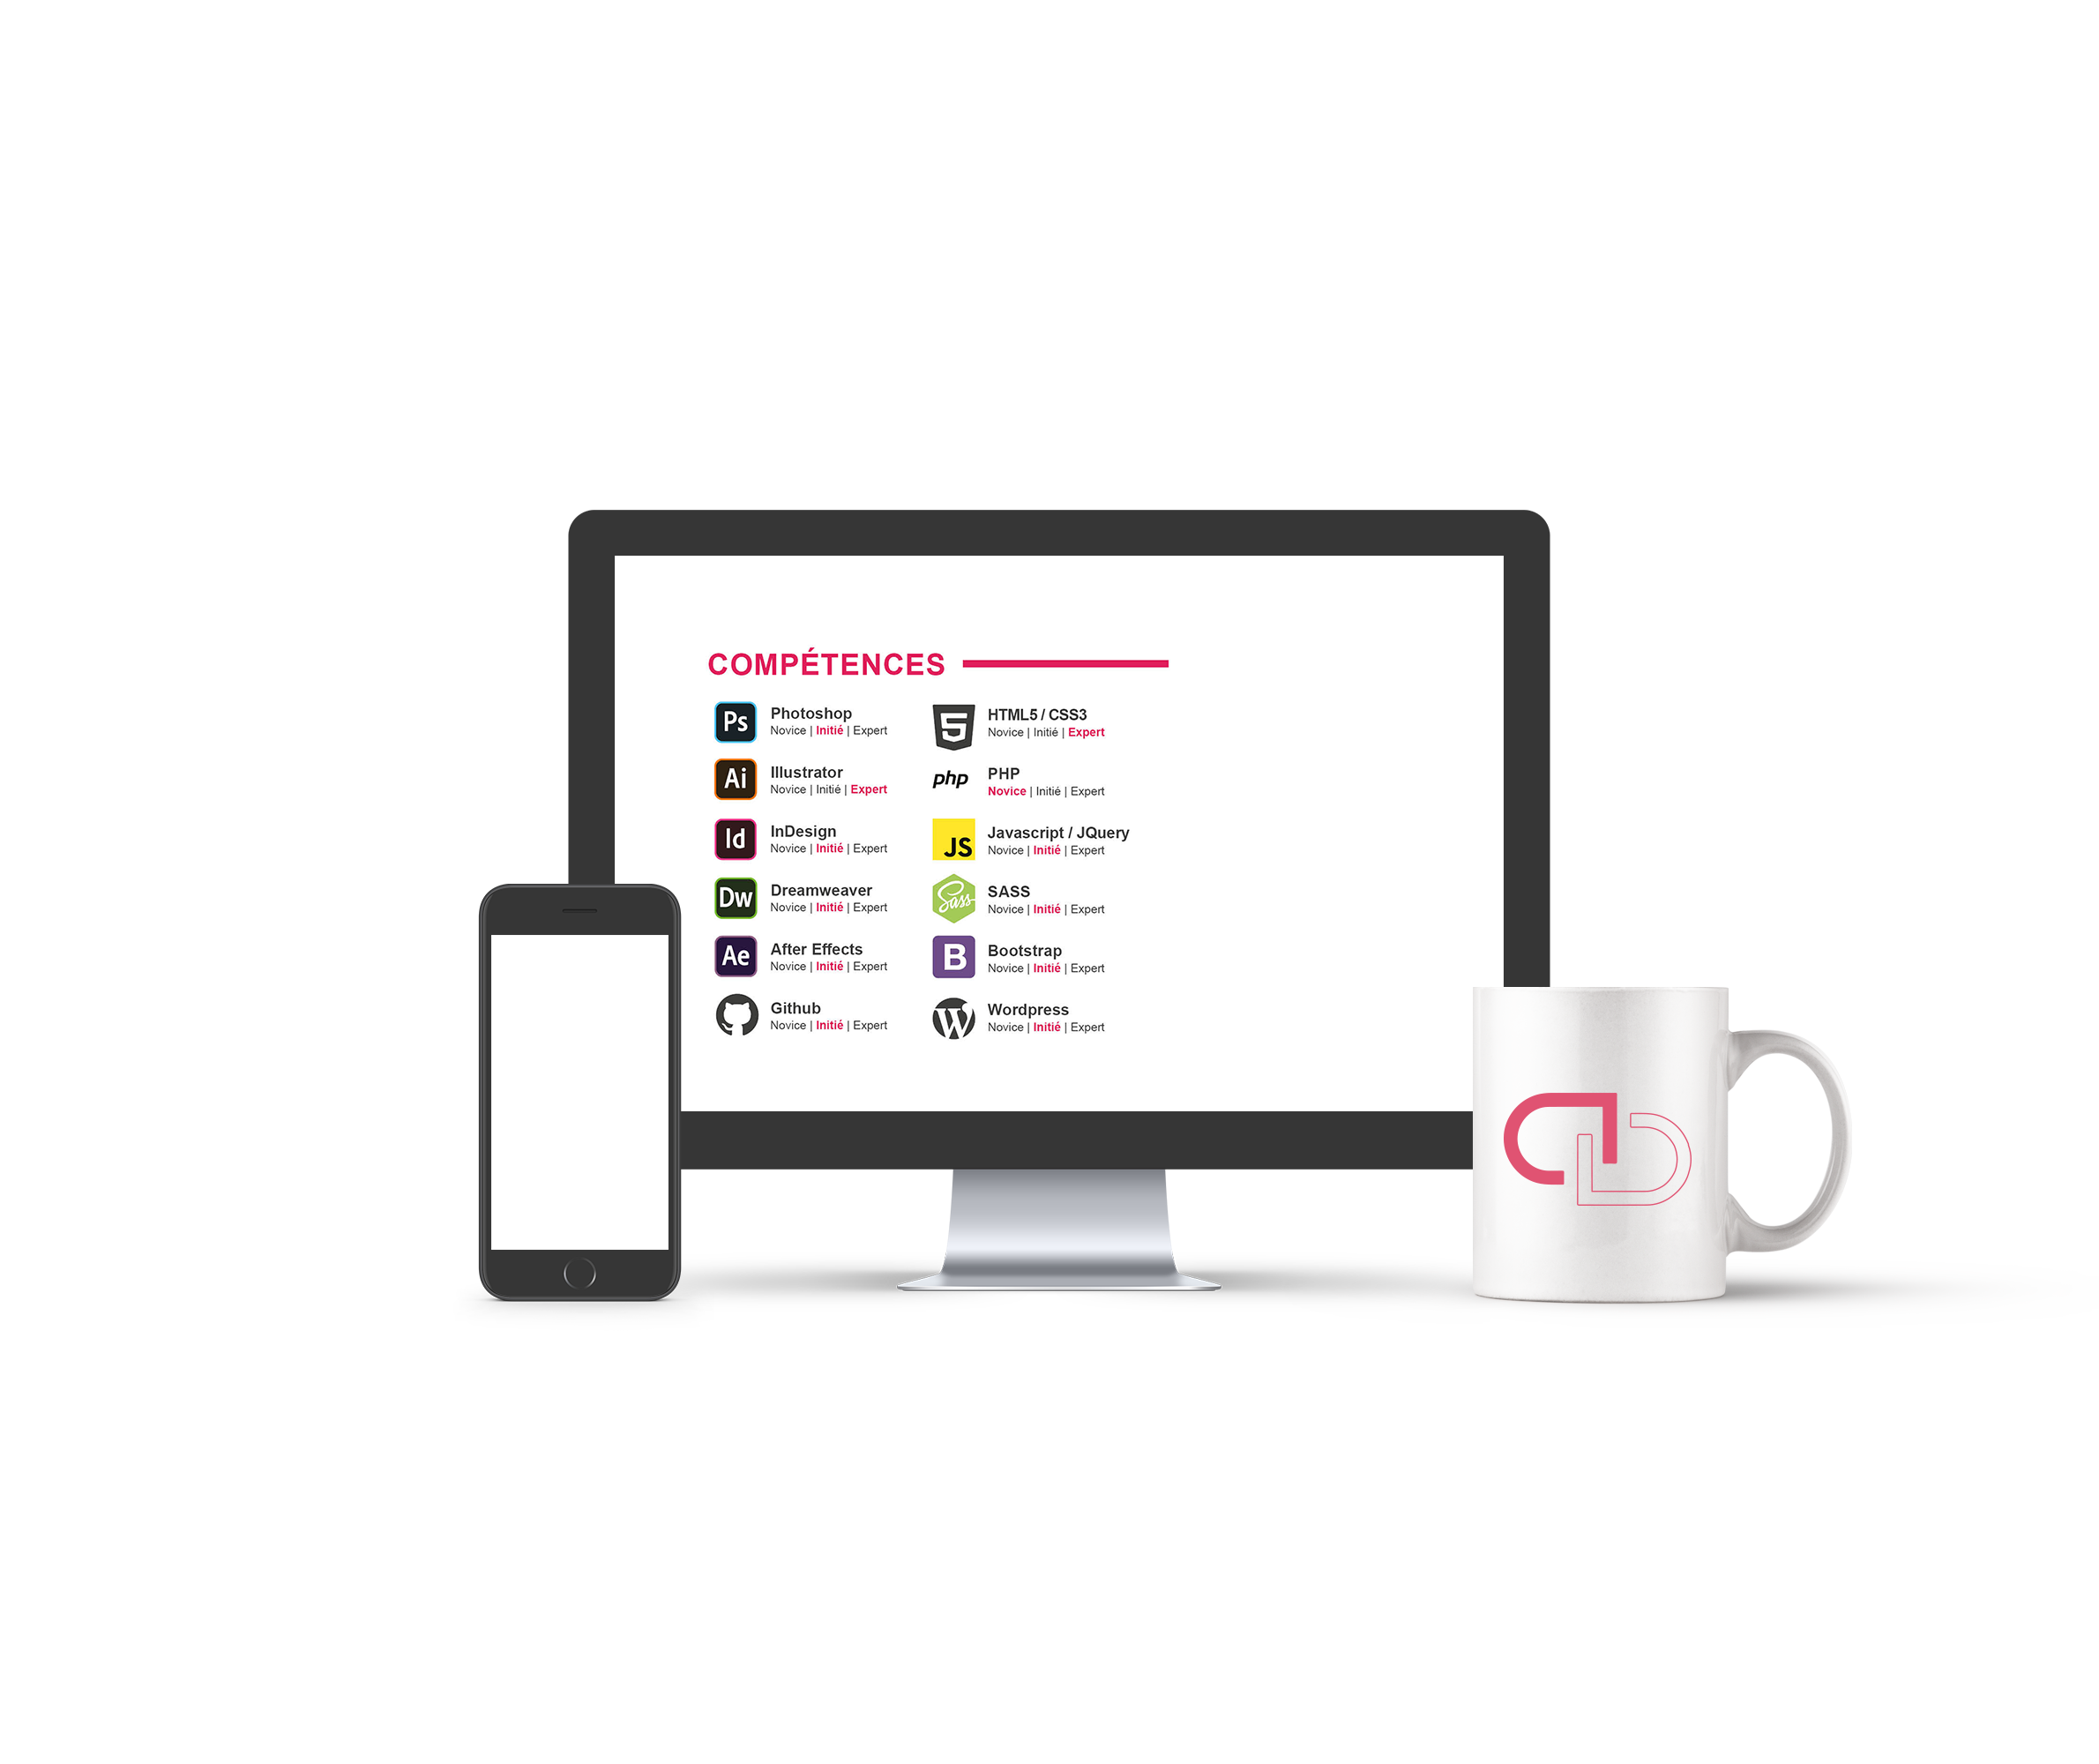 COMPÉTENCES
Ps
Photoshop
Novice | Initié | Expert
Ai
Illustrator
Novice | Initié | Expert
Id
InDesign
Novice | Initié | Expert
Dw
Dreamweaver
Novice | Initié | Expert
Ae
After Effects
Novice | Initié | Expert
Github
Novice | Initié | Expert
5
HTML5 / CSS3
Novice | Initié | Expert
php
PHP
Novice | Initié | Expert
JS
Javascript / JQuery
Novice | Initié | Expert
Sass
SASS
Novice | Initié | Expert
B
Bootstrap
Novice | Initié | Expert
W
Wordpress
Novice | Initié | Expert